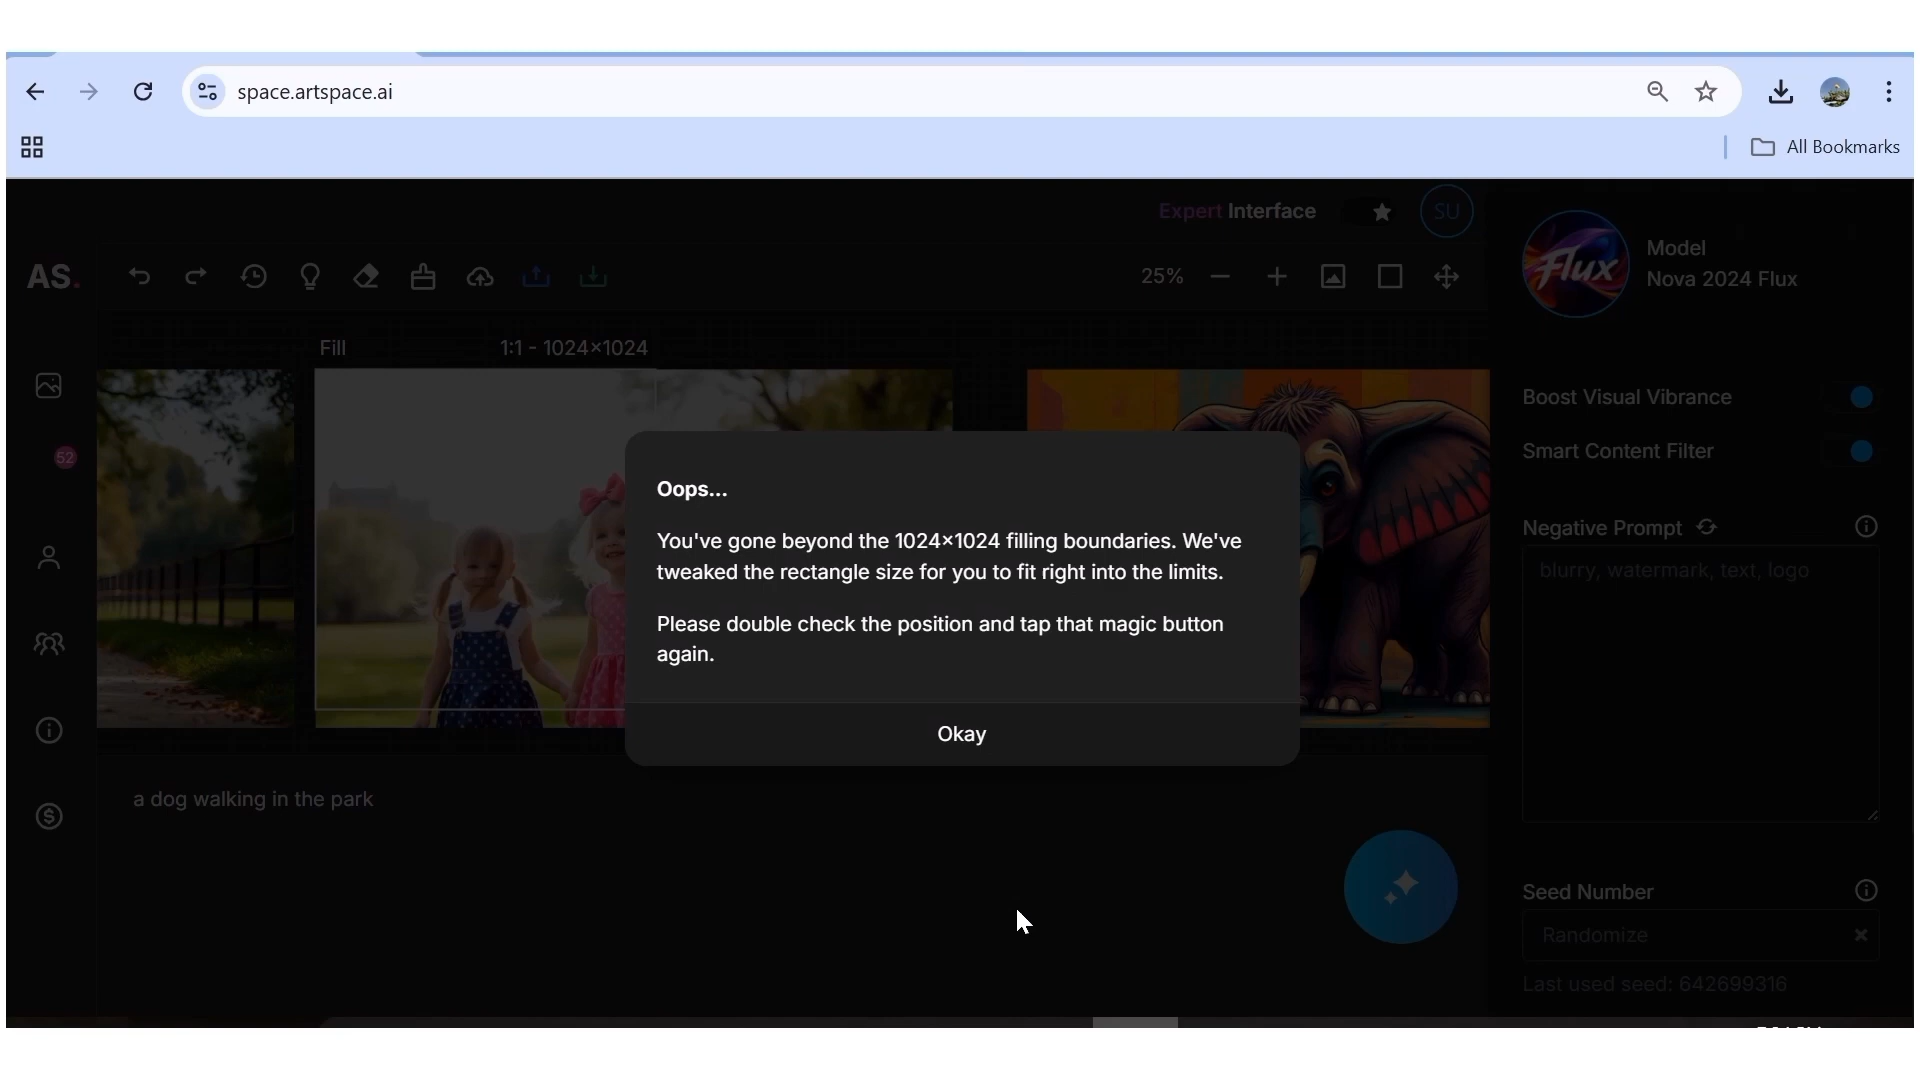 space.artspace.ai
All Bookmarks
Expert Interface
SU
AS.
25%
Flux
Model
Nova 2024 Flux
Fill
1:1 - 1024×1024
Boost Visual Vibrance
Smart Content Filter
52
Oops...
You've gone beyond the 1024×1024 filling boundaries. We've
tweaked the rectangle size for you to fit right into the limits.
Please double check the position and tap that magic button
again.
Okay
Negative Prompt
blurry, watermark, text, logo
a dog walking in the park
Seed Number
Randomize
Last used seed: 642699316